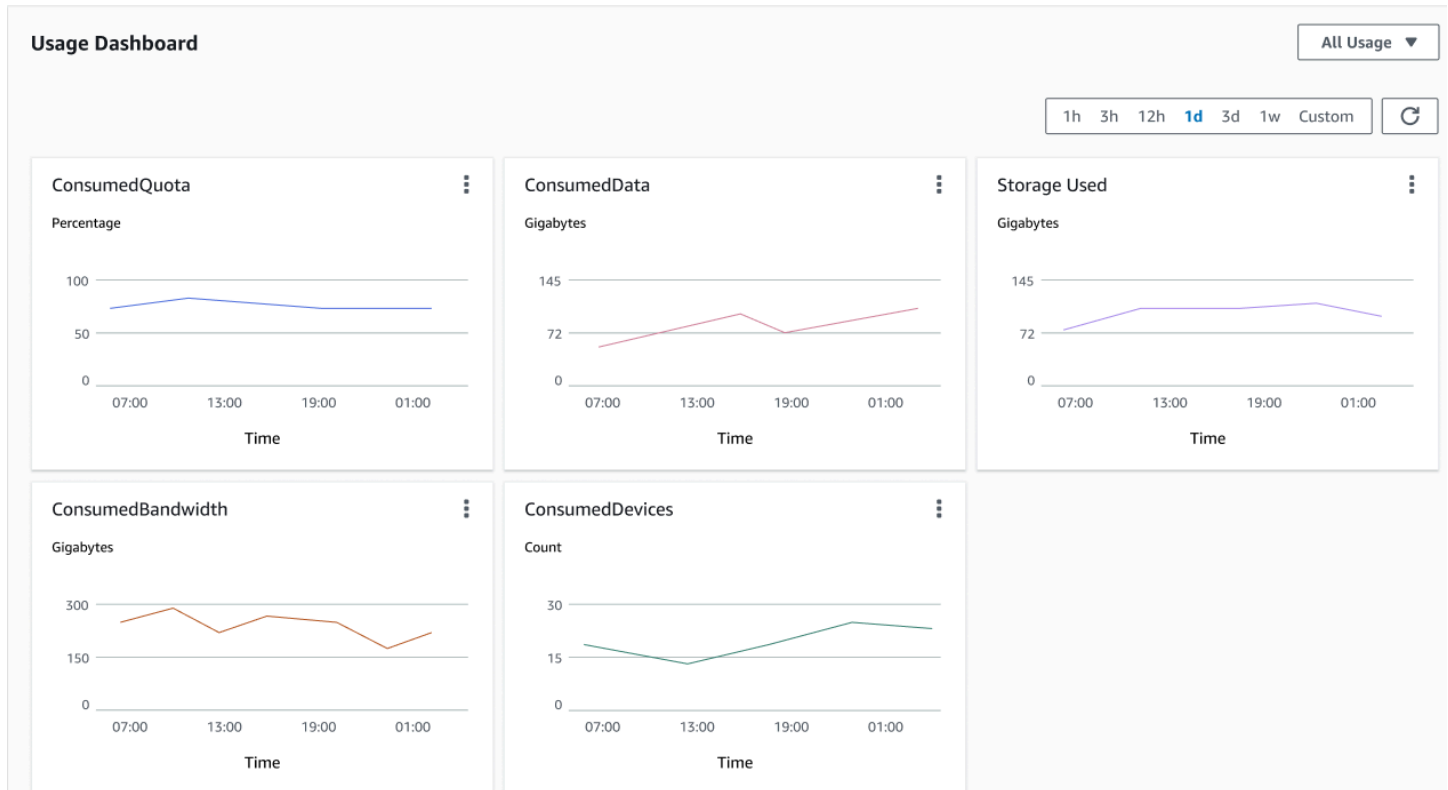 Usage Dashboard
All Usage
1h 3h 12h 1d 3d 1w Custom
ConsumedQuota
Percentage
100
50
0
07:00 13:00 19:00 01:00
Time
ConsumedData
Gigabytes
145
72
0
07:00 13:00 19:00 01:00
Time
Storage Used
Gigabytes
145
72
0
07:00 13:00 19:00 01:00
Time
ConsumedBandwidth
Gigabytes
300
150
0
07:00 13:00 19:00 01:00
Time
ConsumedDevices
Count
30
15
0
07:00 13:00 19:00 01:00
Time